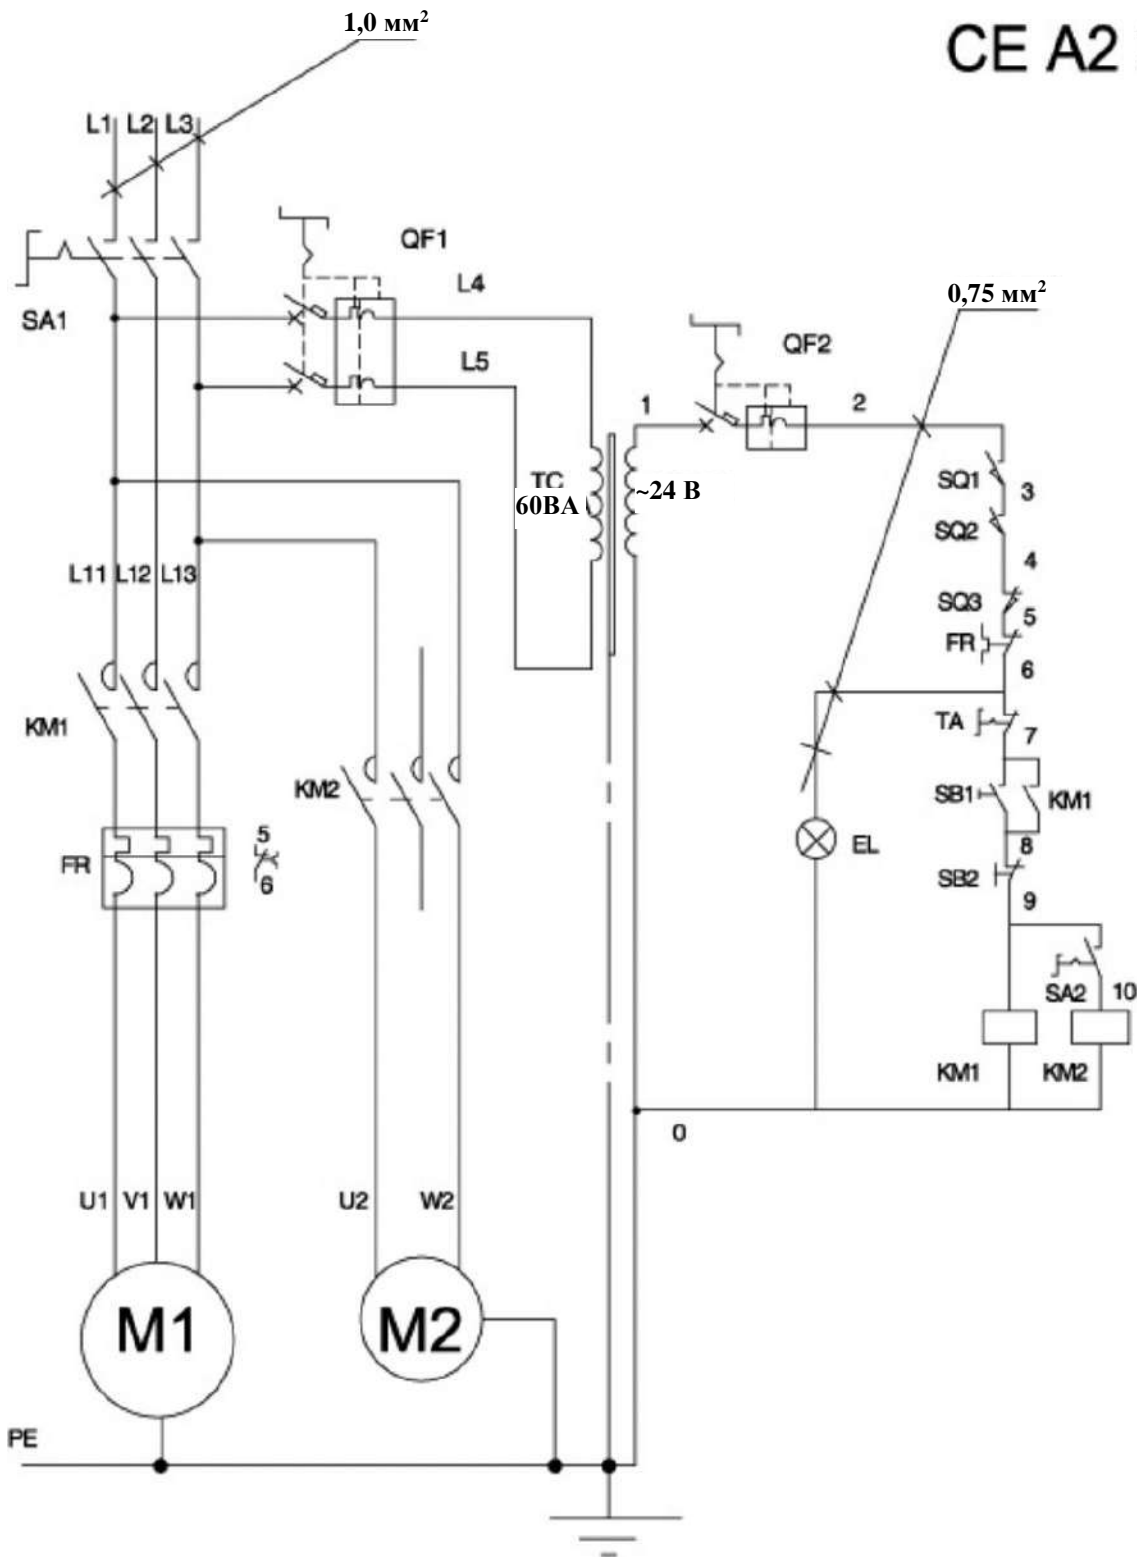 1,0 мм²
CE A2
L1 L2 L3
QF1
L4
SA1
0,75 мм²
QF2
L5
1
2
TC
60ВА
~24 В
SQ1
3
SQ2
4
L11 L12 L13
SQ3
5
FR
6
KM1
TA
7
KM2
SB1
KM1
5
FR
6
EL
8
SB2
9
SA2
10
KM1
KM2
0
U1 V1 W1
U2
W2
M1
M2
PE